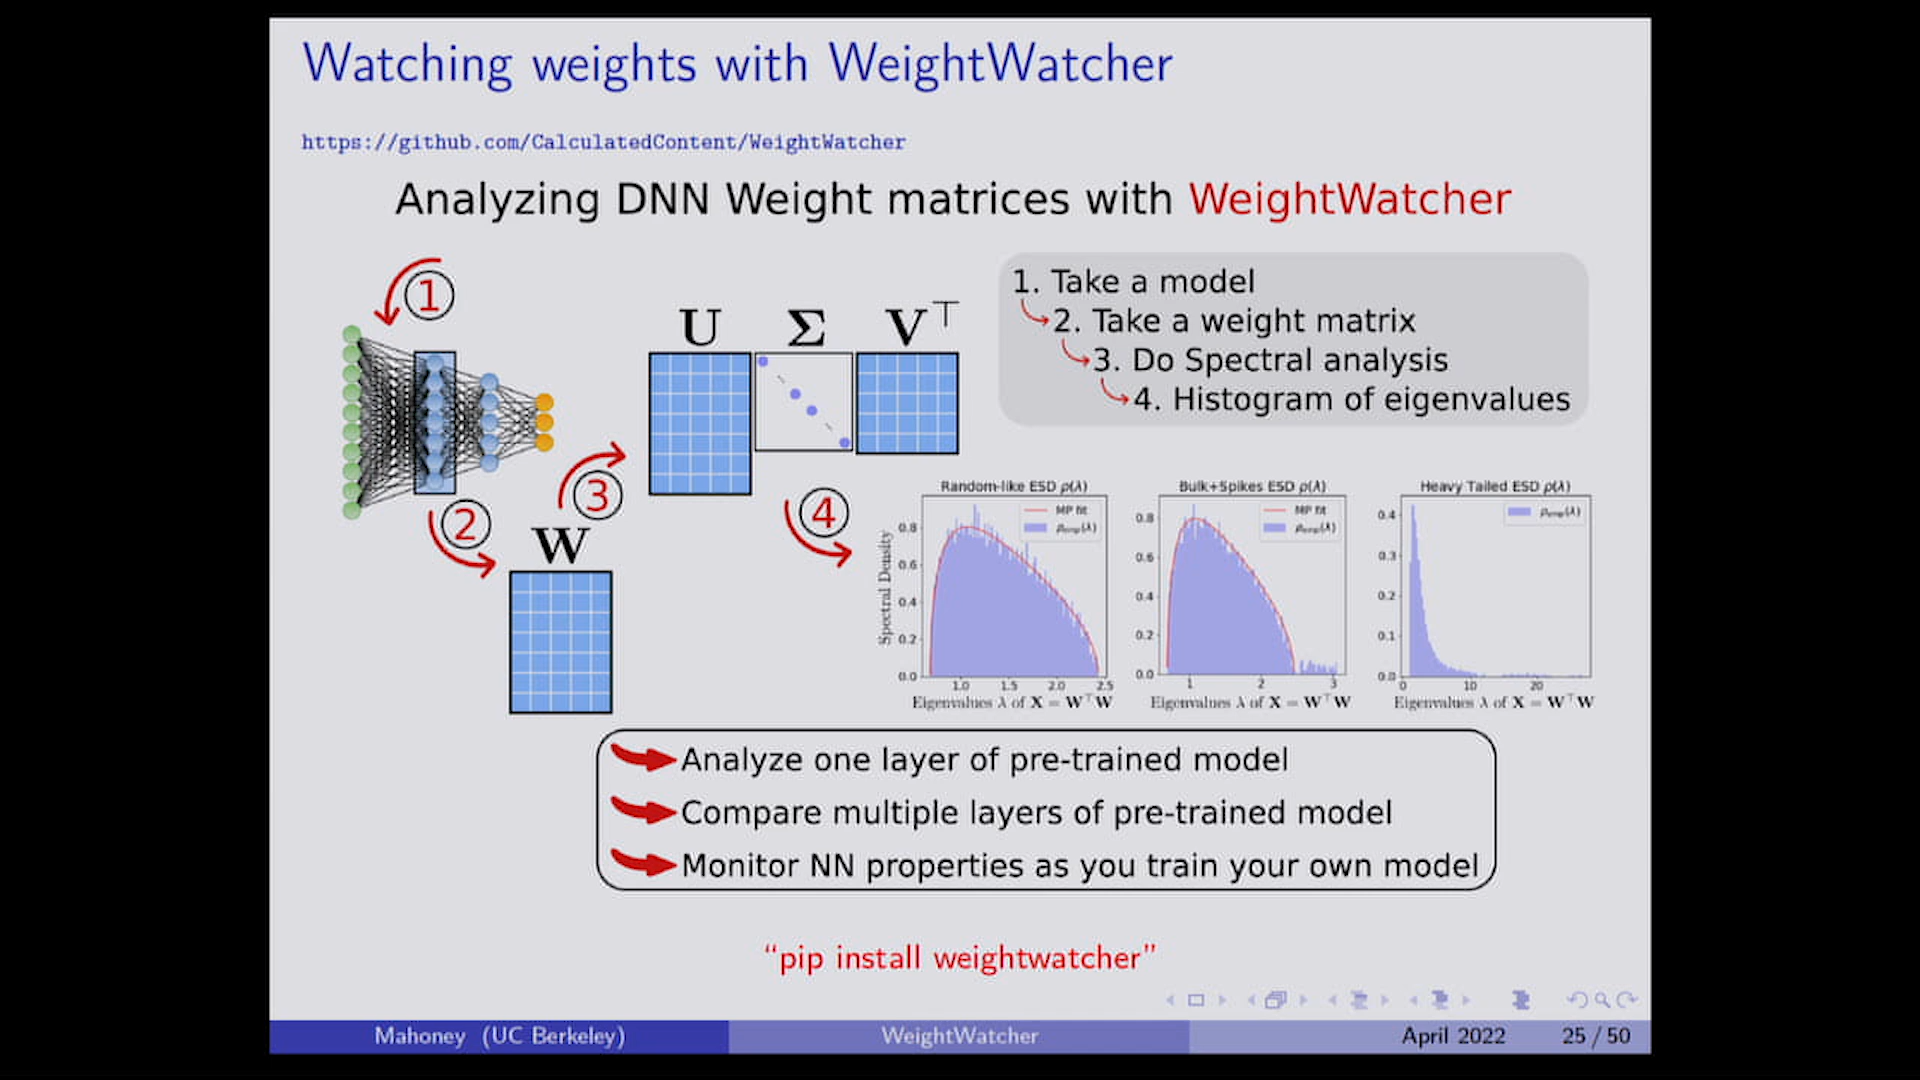 Watching weights with WeightWatcher
https://github.com/CalculatedContent/WeightWatcher
Analyzing DNN Weight matrices with WeightWatcher
1
2
3
4
W
U Σ V⊤
1. Take a model
2. Take a weight matrix
3. Do Spectral analysis
4. Histogram of eigenvalues
Random-like ESD ρ(λ)
MP fit
ρemp(λ)
Spectral Density
0.8
0.6
0.4
0.2
0.0
1.0 1.5 2.0 2.5
Eigenvalues λ of X = W⊤W
Bulk+Spikes ESD ρ(λ)
MP fit
ρemp(λ)
0.8
0.6
0.4
0.2
0.0
1 2 3
Eigenvalues λ of X = W⊤W
Heavy Tailed ESD ρ(λ)
ρemp(λ)
0.4
0.3
0.2
0.1
0.0
0 10 20
Eigenvalues λ of X = W⊤W
Analyze one layer of pre-trained model
Compare multiple layers of pre-trained model
Monitor NN properties as you train your own model
“pip install weightwatcher”
Mahoney (UC Berkeley) WeightWatcher April 2022 25 / 50